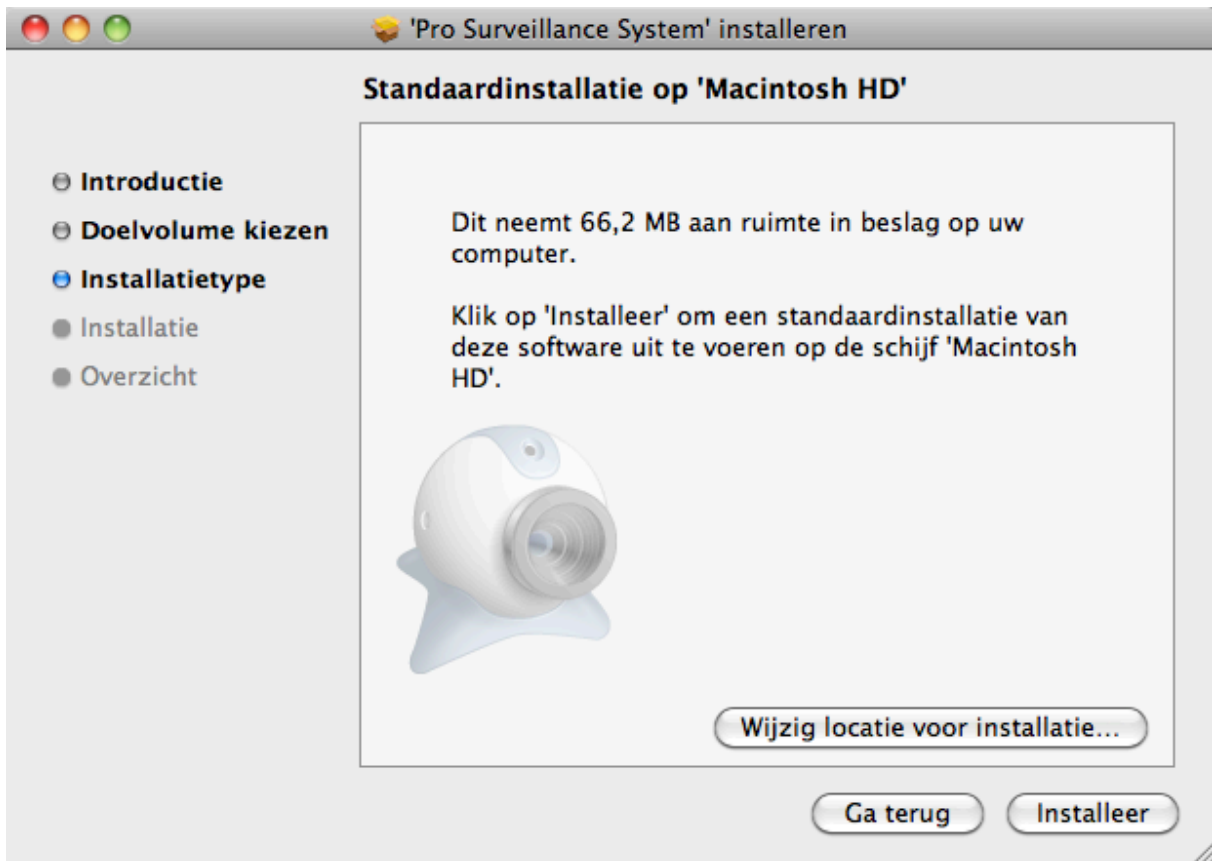 'Pro Surveillance System' installeren
Standaardinstallatie op 'Macintosh HD'
Introductie
Doelvolume kiezen
Installatietype
Installatie
Overzicht
Dit neemt 66,2 MB aan ruimte in beslag op uw
computer.
Klik op 'Installeer' om een standaardinstallatie van
deze software uit te voeren op de schijf 'Macintosh
HD'.
Wijzig locatie voor installatie...
Ga terug
Installeer